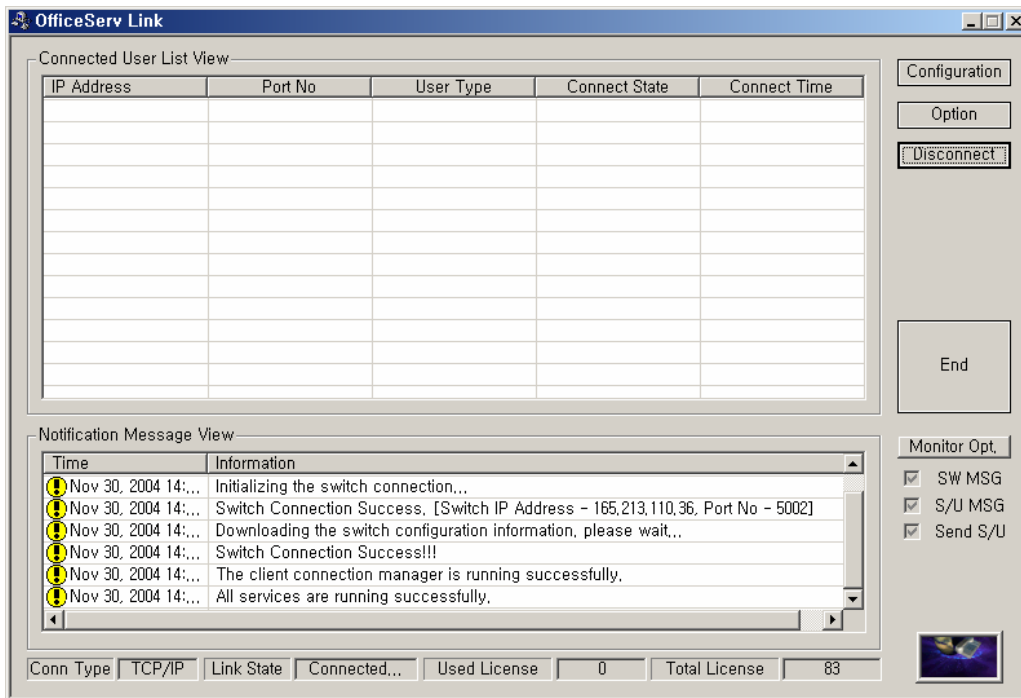 OfficeServ Link
Connected User List View
IP Address Port No User Type Connect State Connect Time
Configuration
Option
Disconnect
End
Notification Message View
Time Information
Nov 30, 2004 14:... Initializing the switch connection...
Nov 30, 2004 14:... Switch Connection Success. [Switch IP Address - 165.213.110.36, Port No - 5002]
Nov 30, 2004 14:... Downloading the switch configuration information, please wait...
Nov 30, 2004 14:... Switch Connection Success!!!
Nov 30, 2004 14:... The client connection manager is running successfully.
Nov 30, 2004 14:... All services are running successfully.
Monitor Opt.
SW MSG
S/U MSG
Send S/U
Conn Type TCP/IP Link State Connected... Used License 0 Total License 83